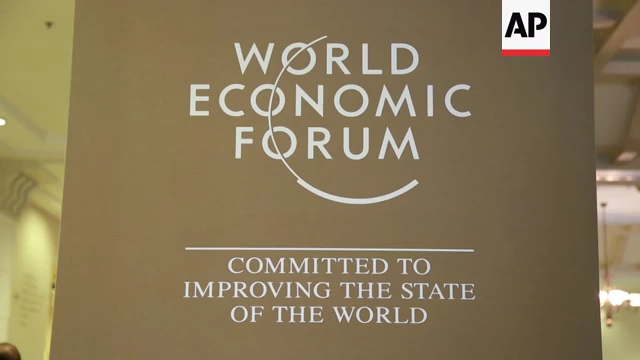 AP
WORLD
ECONOMIC
FORUM
COMMITTED TO
IMPROVING THE STATE
OF THE WORLD